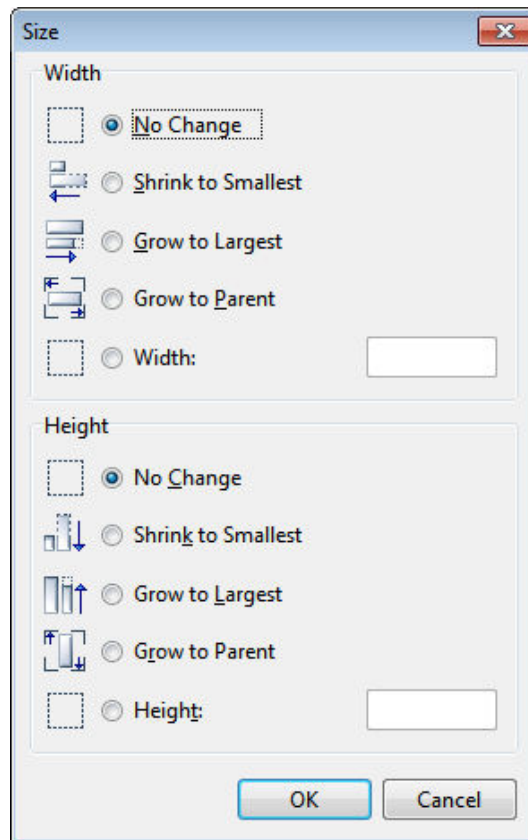 Size
Width
No Change
Shrink to Smallest
Grow to Largest
Grow to Parent
Width:
Height
No Change
Shrink to Smallest
Grow to Largest
Grow to Parent
Height:
OK Cancel